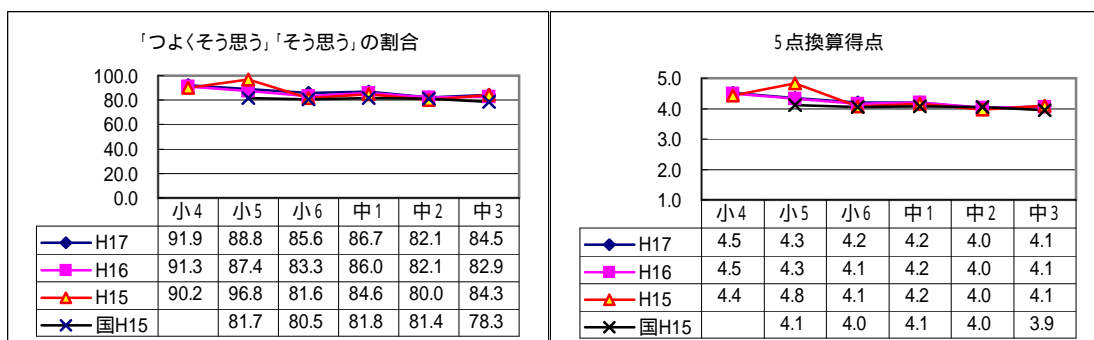 「つよくそう思う」「そう思う」の割合
100.0
80.0
60.0
40.0
20.0
0.0
小4 小5 小6 中1 中2 中3
H17 91.9 88.8 85.6 86.7 82.1 84.5
H16 91.3 87.4 83.3 86.0 82.1 82.9
H15 90.2 96.8 81.6 84.6 80.0 84.3
国H15 81.7 80.5 81.8 81.4 78.3
5点換算得点
5.0
4.0
3.0
2.0
1.0
小4 小5 小6 中1 中2 中3
H17 4.5 4.3 4.2 4.2 4.0 4.1
H16 4.5 4.3 4.1 4.2 4.0 4.1
H15 4.4 4.8 4.1 4.2 4.0 4.1
国H15 4.1 4.0 4.1 4.0 3.9